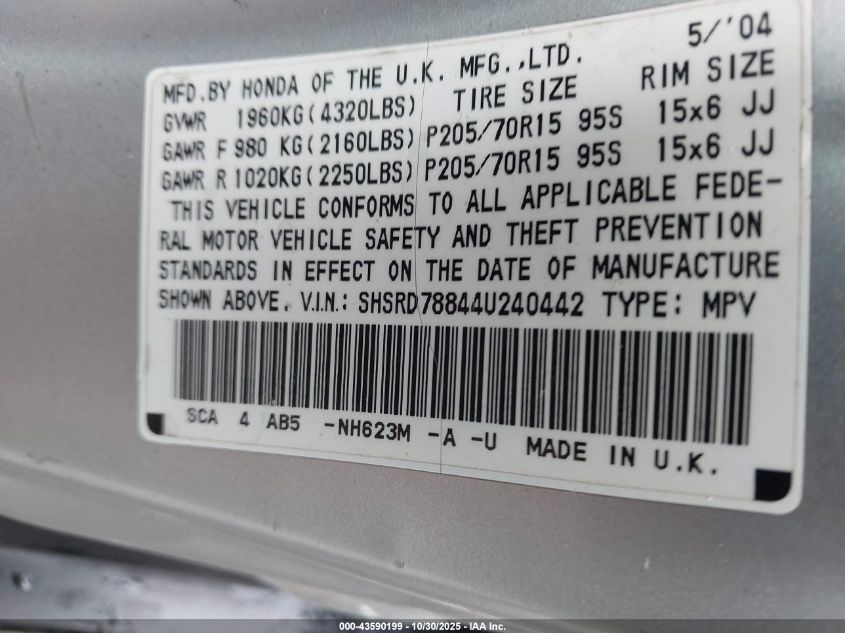 MFD.BY HONDA OF THE U.K. MFG.,LTD. 5/'04
GVWR 1960KG(4320LBS) TIRE SIZE RIM SIZE
GAWR F 980 KG(2160LBS) P205/70R15 95S 15x6 JJ
GAWR R 1020KG(2250LBS) P205/70R15 95S 15x6 JJ
THIS VEHICLE CONFORMS TO ALL APPLICABLE FEDE-
RAL MOTOR VEHICLE SAFETY AND THEFT PREVENTION
STANDARDS IN EFFECT ON THE DATE OF MANUFACTURE
SHOWN ABOVE. V.I.N.: SHSRD78844U240442 TYPE: MPV
SCA 4 AB5 -NH623M -A -U MADE IN U.K.
000-43590199 - 10/30/2025 - IAA Inc.